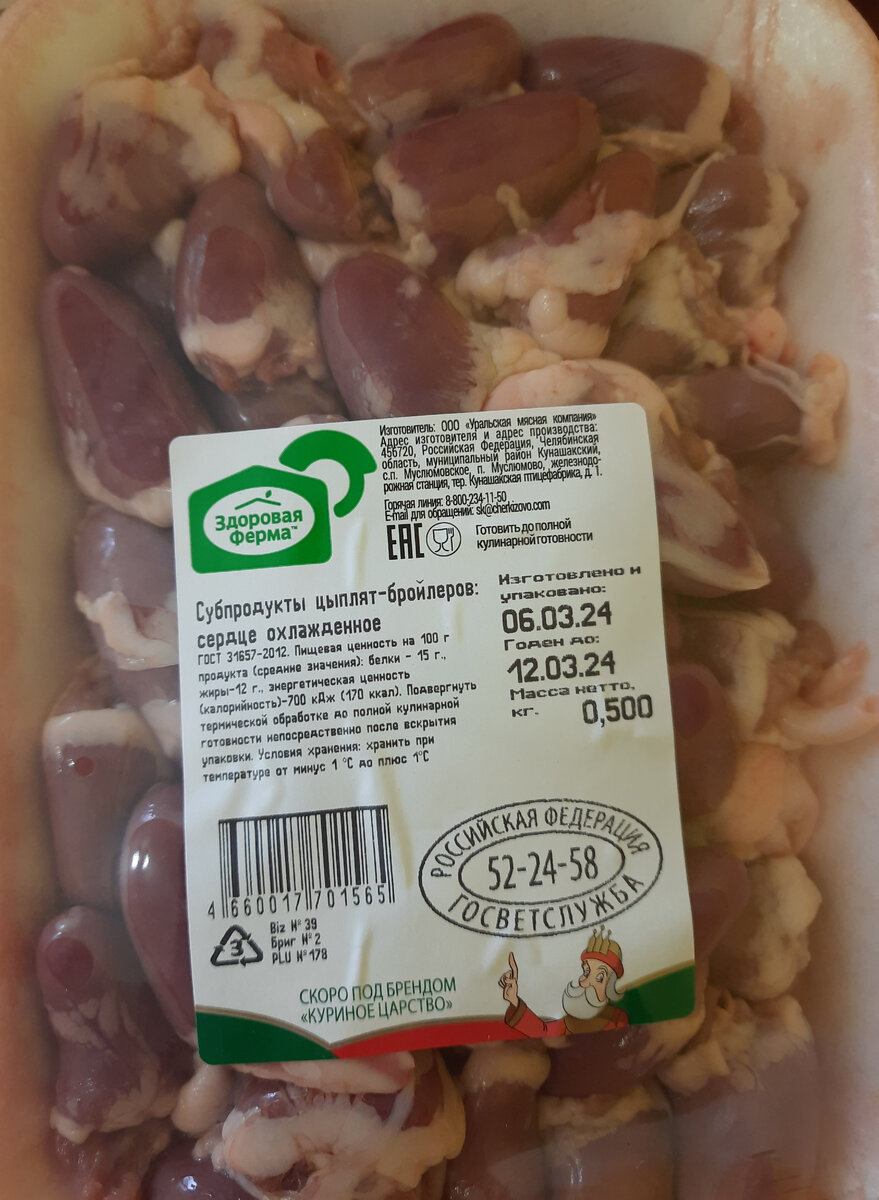 Изготовитель: ООО «Уральская мясная компания»
Адрес изготовителя и адрес производства:
456720, Российская Федерация, Челябинская
область, муниципальный район Кунашакский,
с.п. Муслюмовское, п. Муслюмово, железнодо-
рожная станция, тер. Кунашакская птицефабрика, д. 1.
Горячая линия: 8-800-234-11-50
E-mail для обращений: sk@cherkizovo.com
Здоровая
ферма™
EAC
Готовить до полной
кулинарной готовности
Субпродукты цыплят-бройлеров:
сердце охлажденное
ГОСТ 31657-2012. Пищевая ценность на 100 г
продукта (средние значения): белки - 15 г.,
жиры-12 г., энергетическая ценность
(калорийность)-700 кДж (170 ккал). Подвергнуть
термической обработке до полной кулинарной
готовности непосредственно после вскрытия
упаковки. Условия хранения: хранить при
температуре от минус 1 °С до плюс 1°С
Изготовлено и
упаковано:
06.03.24
Годен до:
12.03.24
Масса нетто,
кг. 0,500
4 660017 701565
3
Biz № 39
Бриг № 2
PLU № 178
РОССИЙСКАЯ ФЕДЕРАЦИЯ
52-24-58
ГОСВЕТСЛУЖБА
СКОРО ПОД БРЕНДОМ
«КУРИНОЕ ЦАРСТВО»